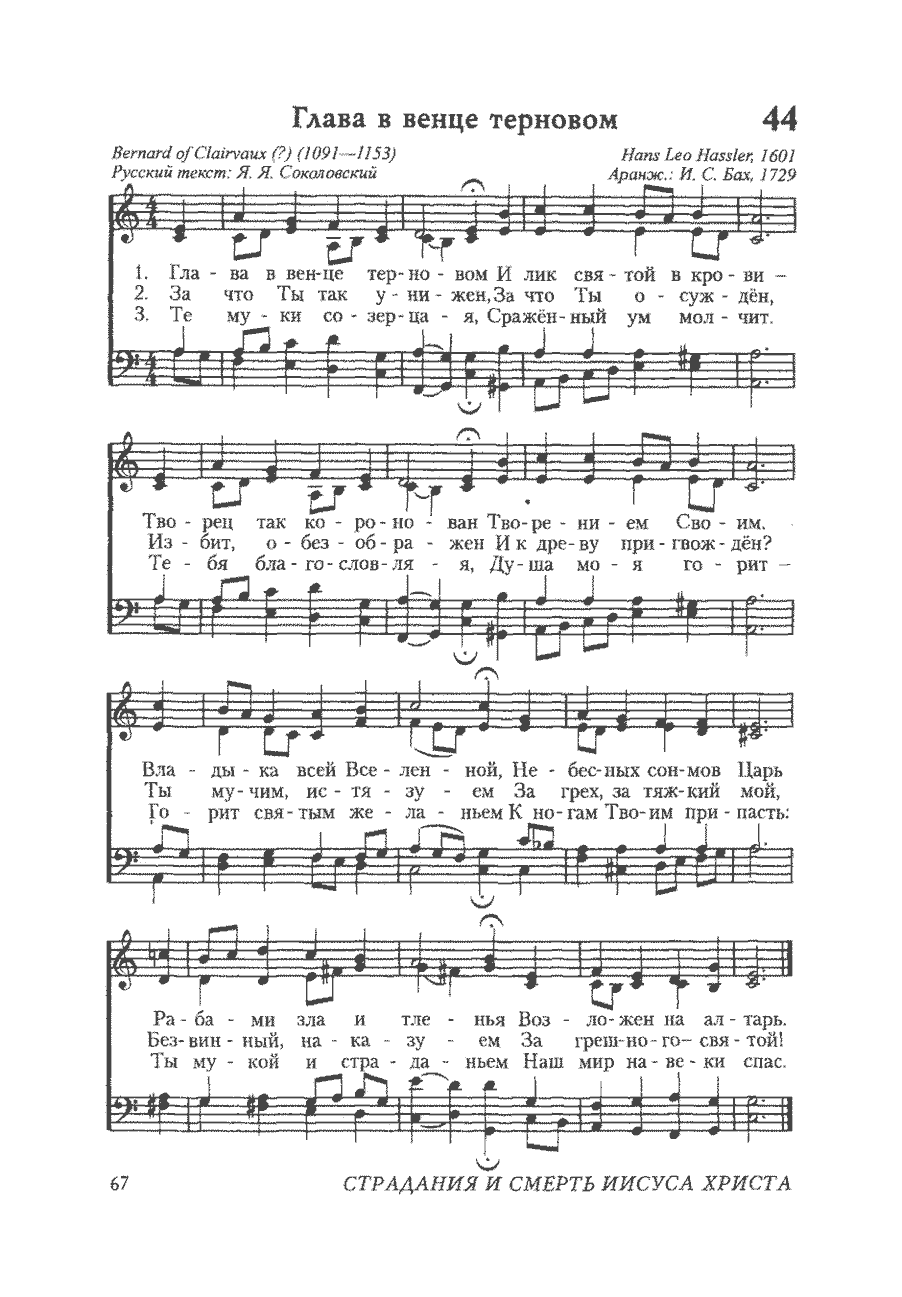 Глава в венце терновом 44
Bernard of Clairvaux (?) (1091—1153) Hans Leo Hassler, 1601
Русский текст: Я. Я. Соколовский Аранж.: И. С. Бах, 1729
1. Гла - ва в вен-це тер-но - вом И лик свя - той в кро - ви –
2. За что Ты так у - ни - жен, За что Ты о - суж - дён,
3. Те му - ки со - зер-ца - я, Сражён-ный ум мол - чит.
Тво - рец так ко - ро - но - ван Тво-ре - ни - ем Сво - им.
Из - бит, о - без - об - ра - жен И к дре-ву при - гвож - дён?
Те - бя бла - го - слов-ля - я, Ду-ша мо - я го - рит –
Вла - ды - ка всей Все - лен - ной, Не - бес-ных сон-мов Царь
Ты му - чим, ис - тя - зу - ем За грех, за тяж-кий мой,
Го - рит свя-тым же - ла - ньем К но-гам Тво-им при - пасть:
Ра - ба - ми зла и тле - нья Воз - ло-жен на ал - тарь.
Без-вин - ный, на - ка - зу - ем За греш-но-го– свя - той!
Ты му - кой и стра - да - ньем Наш мир на-ве - ки спас.
67 СТРАДАНИЯ И СМЕРТЬ ИИСУСА ХРИСТА